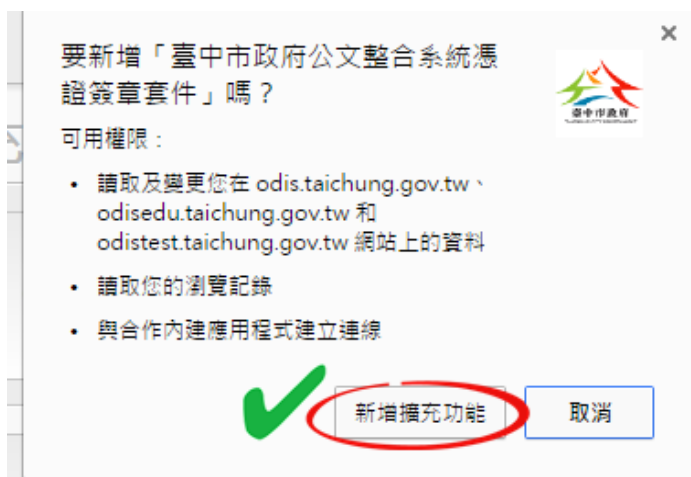 要新增「臺中市政府公文整合系統憑
證簽章套件」嗎？
臺中市政府
可用權限：
• 讀取及變更您在 odis.taichung.gov.tw、
odisedu.taichung.gov.tw 和
odistest.taichung.gov.tw 網站上的資料
• 讀取您的瀏覽記錄
• 與合作內建應用程式建立連線
新增擴充功能
取消